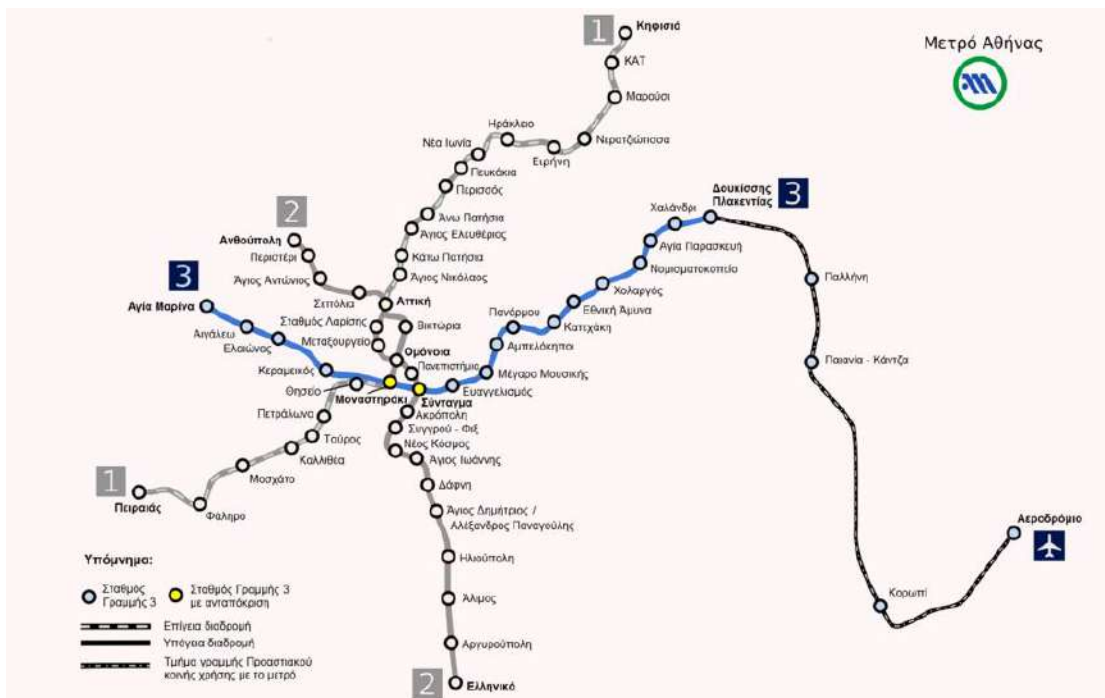 Μετρό Αθήνας
1
Κηφισιά
ΚΑΤ
Μαρούσι
Νερατζιώτισσα
Ειρήνη
Ηράκλειο
Νέα Ιωνία
Πευκάκια
Περισσός
Άνω Πατήσια
Άγιος Ελευθέριος
Κάτω Πατήσια
Άγιος Νικόλαος
Αττική
Βικτώρια
Ομόνοια
Μοναστηράκι
Θησείο
Πετράλωνα
Ταύρος
Καλλιθέα
Μοσχάτο
Φάληρο
Πειραιάς
1
2
Ανθούπολη
Περιστέρι
Άγιος Αντώνιος
Σεπόλια
Σταθμός Λαρίσης
Μεταξουργείο
Πανεπιστήμιο
Σύνταγμα
Ακρόπολη
Συγγρού - Φιξ
Νέος Κόσμος
Άγιος Ιωάννης
Δάφνη
Άγιος Δημήτριος /
Αλέξανδρος Παναγούλης
Ηλιούπολη
Άλιμος
Αργυρούπολη
2
Ελληνικό
3
Αγία Μαρίνα
Αιγάλεω
Ελαιώνας
Κεραμεικός
Ευαγγελισμός
Μέγαρο Μουσικής
Αμπελόκηποι
Πανόρμου
Κατεχάκη
Εθνική Άμυνα
Χολαργός
Νομισματοκοπείο
Αγία Παρασκευή
Χαλάνδρι
Δουκίσσης
Πλακεντίας
3
Παλλήνη
Παιανία - Κάντζα
Κορωπί
Αεροδρόμιο
Υπόμνημα:
Σταθμός
Γραμμής 3
Σταθμός Γραμμής 3
με ανταπόκριση
Επίγεια διαδρομή
Υπόγεια διαδρομή
Τμήμα γραμμής Προαστιακού
κοινής χρήσης με το μετρό